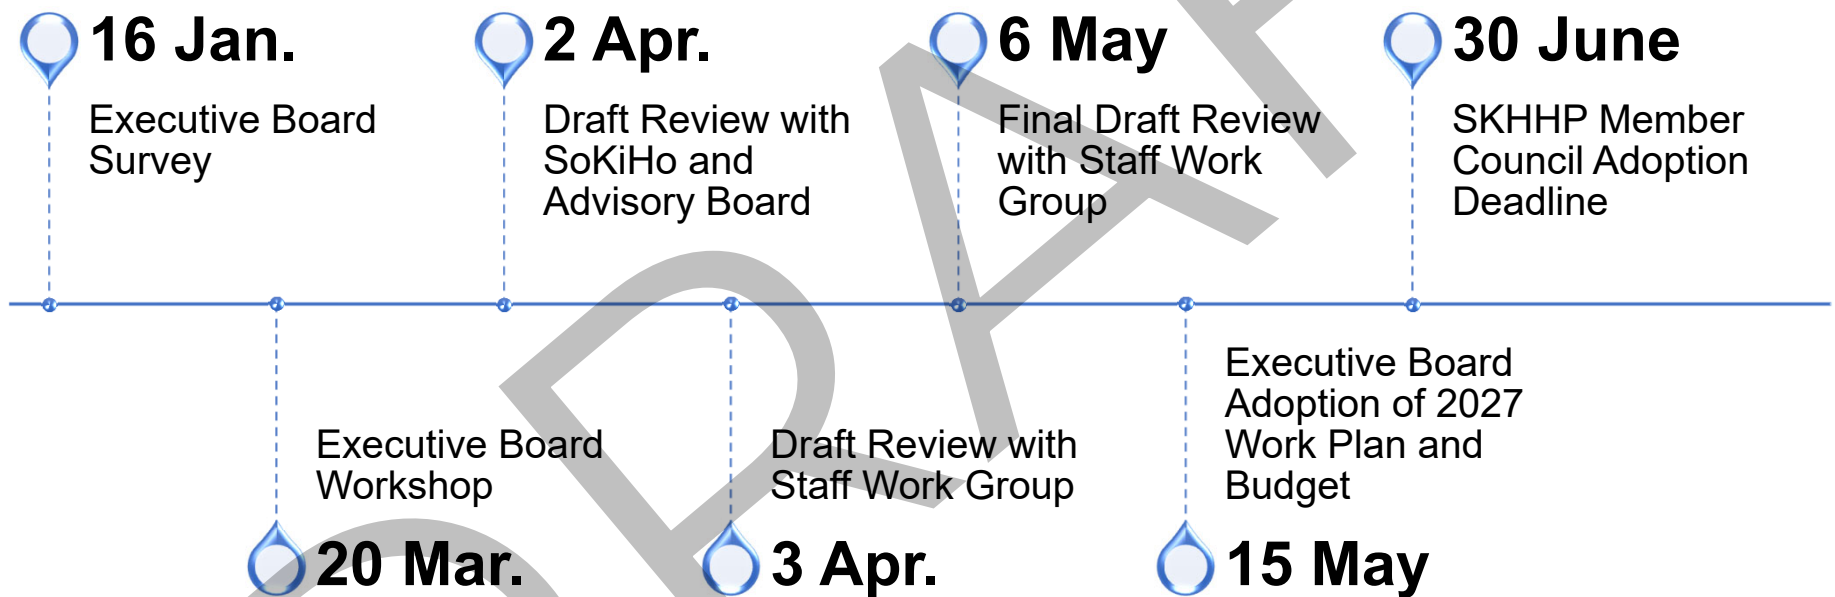 16 Jan.
Executive Board
Survey
2 Apr.
Draft Review with
SoKiHo and
Advisory Board
6 May
Final Draft Review
with Staff Work
Group
30 June
SKHHP Member
Council Adoption
Deadline
Executive Board
Workshop
20 Mar.
Draft Review with
Staff Work Group
3 Apr.
Executive Board
Adoption of 2027
Work Plan and
Budget
15 May